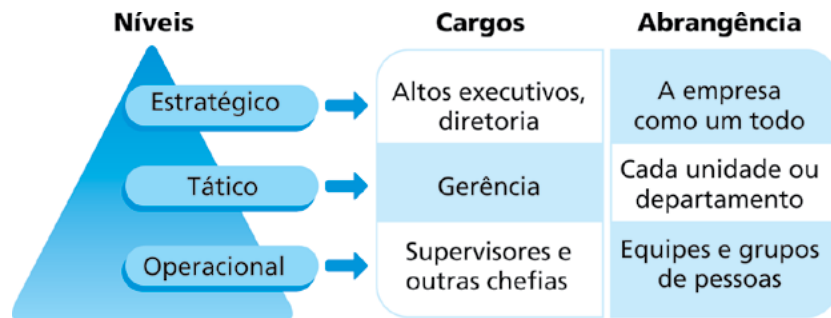 Níveis
Cargos
Abrangência
Estratégico
Altos executivos,
diretoria
A empresa
como um todo
Tático
Gerência
Cada unidade ou
departamento
Operacional
Supervisores e
outras chefias
Equipes e grupos
de pessoas